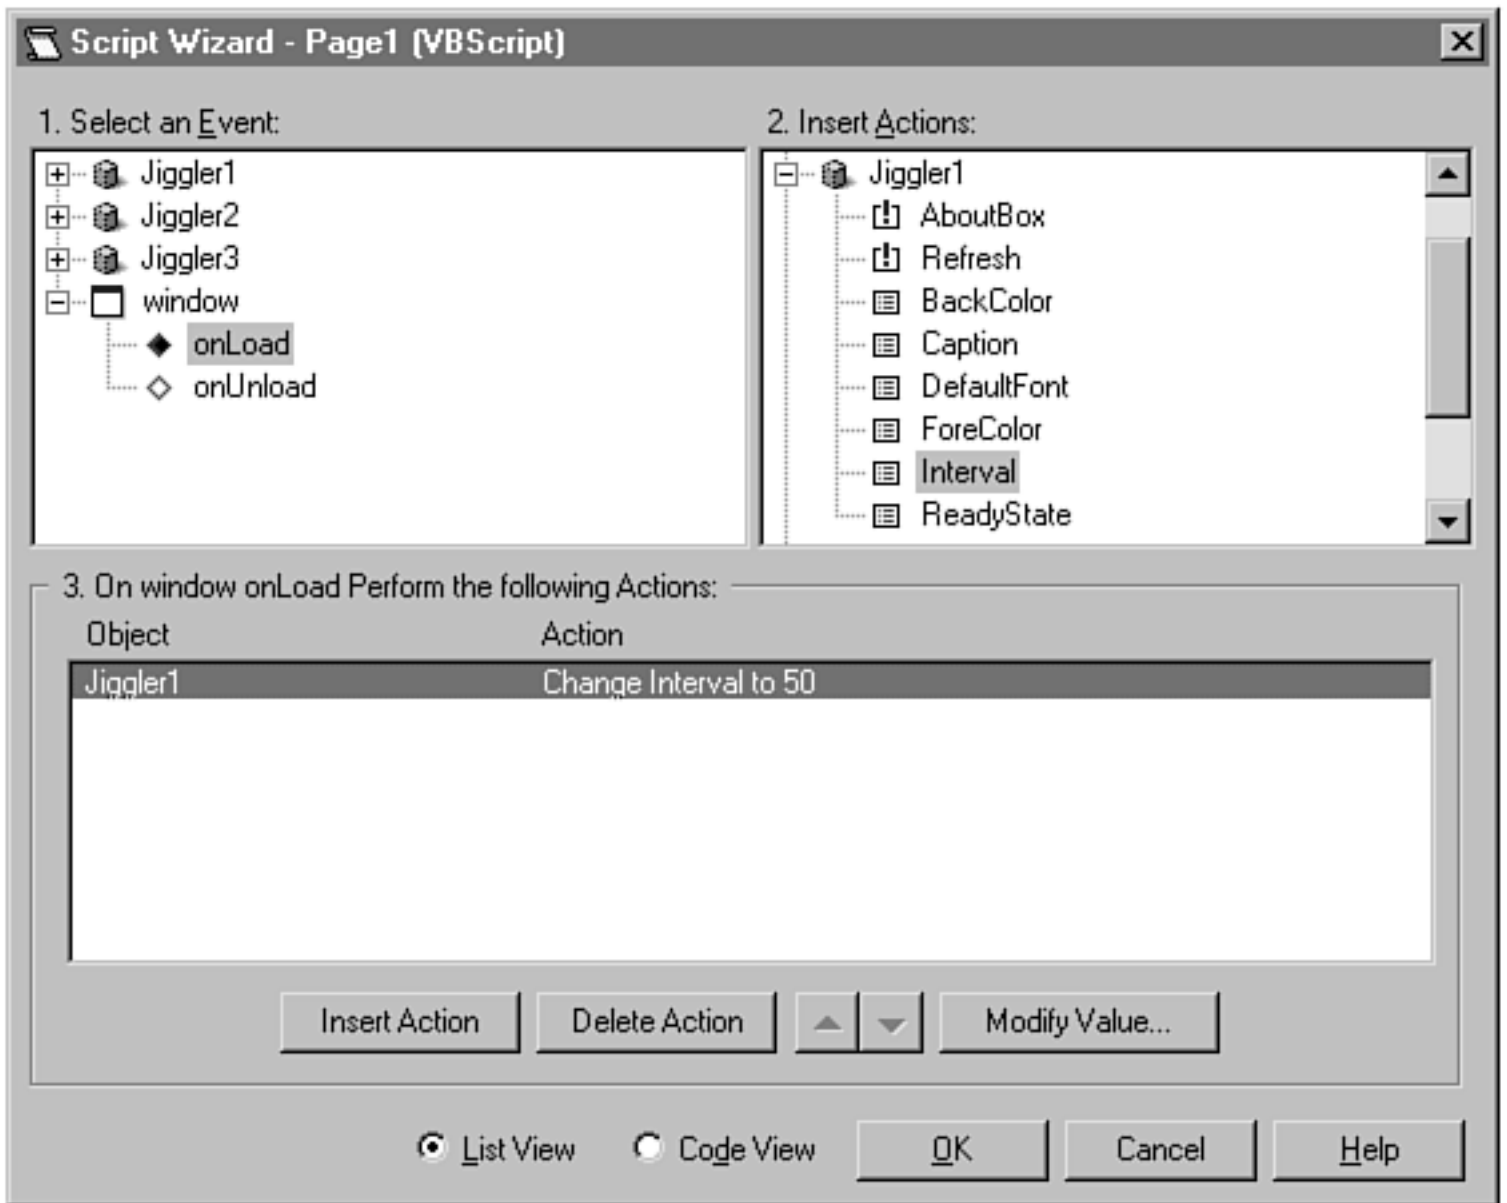 Script Wizard - Page1 (VBScript)
1. Select an Event:
Jiggler1
Jiggler2
Jiggler3
window
onLoad
onUnload
2. Insert Actions:
Jiggler1
AboutBox
Refresh
BackColor
Caption
DefaultFont
ForeColor
Interval
ReadyState
3. On window onLoad Perform the following Actions:
Object Action
Jiggler1 Change Interval to 50
Insert Action Delete Action Modify Value...
List View Code View OK Cancel Help